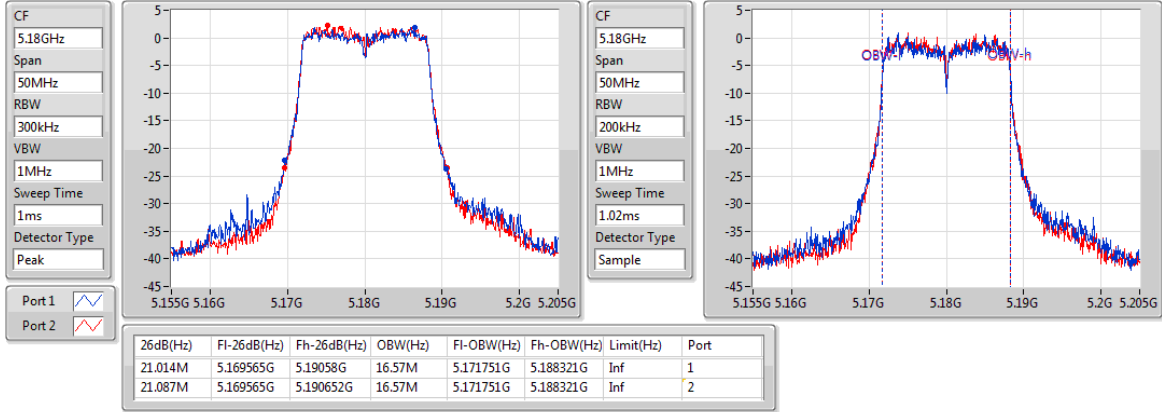 CF
5.18GHz
Span
50MHz
RBW
300kHz
VBW
1MHz
Sweep Time
1ms
Detector Type
Peak
Port 1
Port 2
5
0
-5
-10
-15
-20
-25
-30
-35
-40
-45
5.155G 5.16G 5.17G 5.18G 5.19G 5.2G 5.205G
CF
5.18GHz
Span
50MHz
RBW
200kHz
VBW
1MHz
Sweep Time
1.02ms
Detector Type
Sample
5
0
-5
-10
-15
-20
-25
-30
-35
-40
-45
OBW-h
5.155G 5.16G 5.17G 5.18G 5.19G 5.2G 5.205G
26dB(Hz) Fl-26dB(Hz) Fh-26dB(Hz) OBW(Hz) Fl-OBW(Hz) Fh-OBW(Hz) Limit(Hz) Port
21.014M 5.169565G 5.19058G 16.57M 5.171751G 5.188321G Inf 1
21.087M 5.169565G 5.190652G 16.57M 5.171751G 5.188321G Inf 2